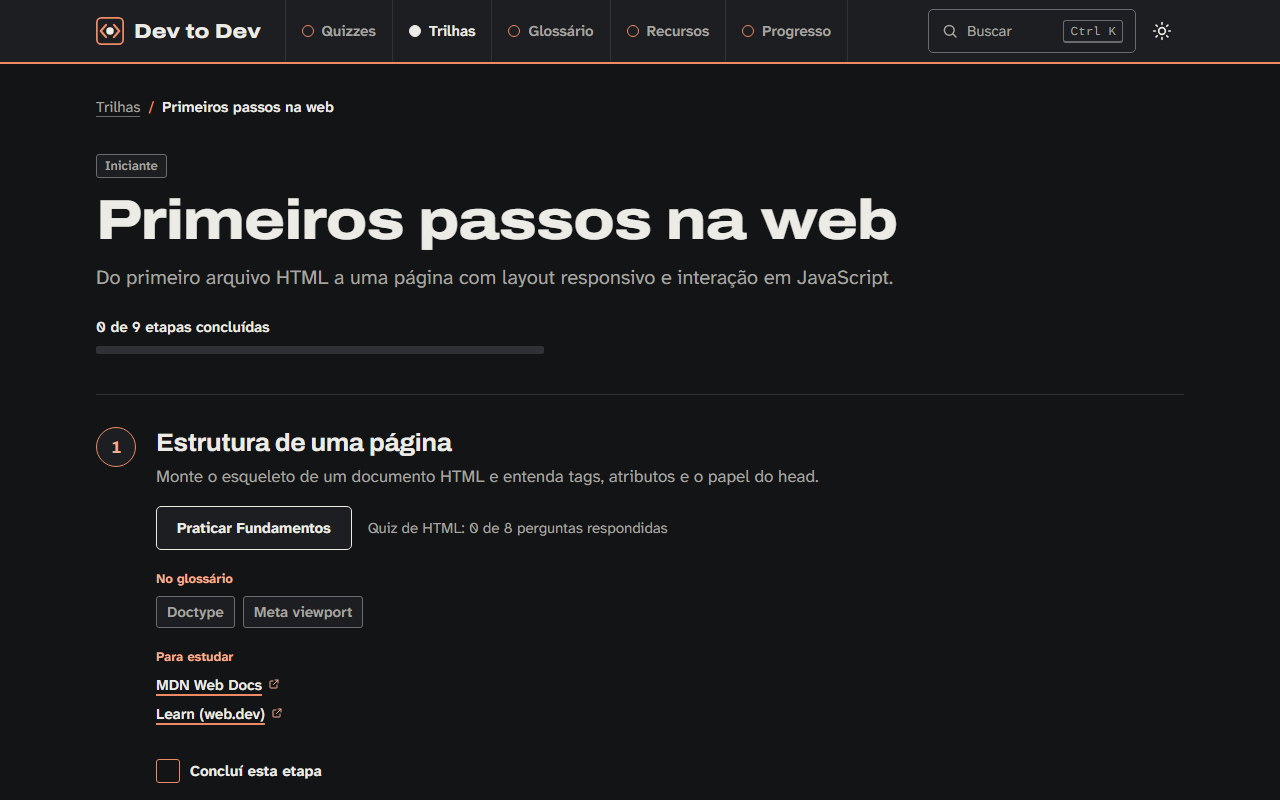 Dev to Dev
Quizzes
Trilhas
Glossário
Recursos
Progresso
Buscar
Ctrl K
Trilhas / Primeiros passos na web
Iniciante
Primeiros passos na web
Do primeiro arquivo HTML a uma página com layout responsivo e interação em JavaScript.
0 de 9 etapas concluídas
1
Estrutura de uma página
Monte o esqueleto de um documento HTML e entenda tags, atributos e o papel do head.
Praticar Fundamentos
Quiz de HTML: 0 de 8 perguntas respondidas
No glossário
Doctype
Meta viewport
Para estudar
MDN Web Docs
Learn (web.dev)
Concluí esta etapa